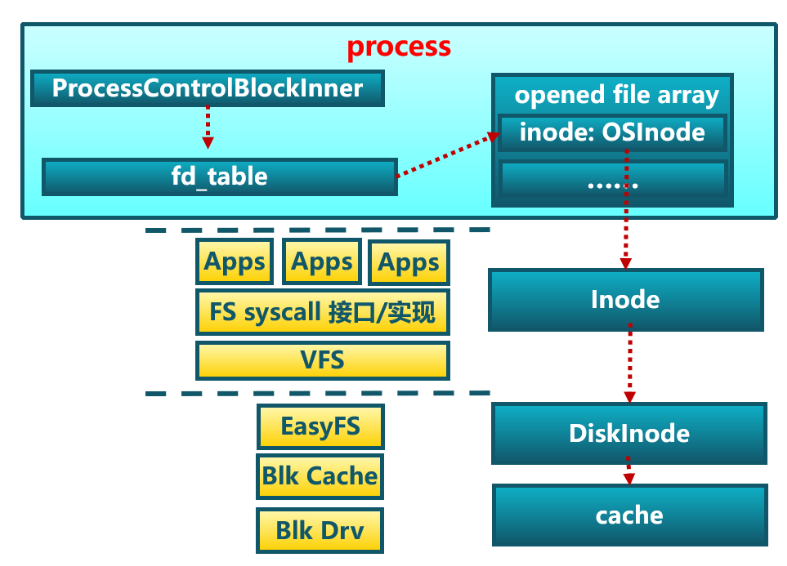 process
ProcessControlBlockInner
opened file array
inode: OSInode
fd_table
......
Apps Apps Apps
FS syscall 接口/实现
Inode
VFS
EasyFS
DiskInode
Blk Cache
cache
Blk Drv